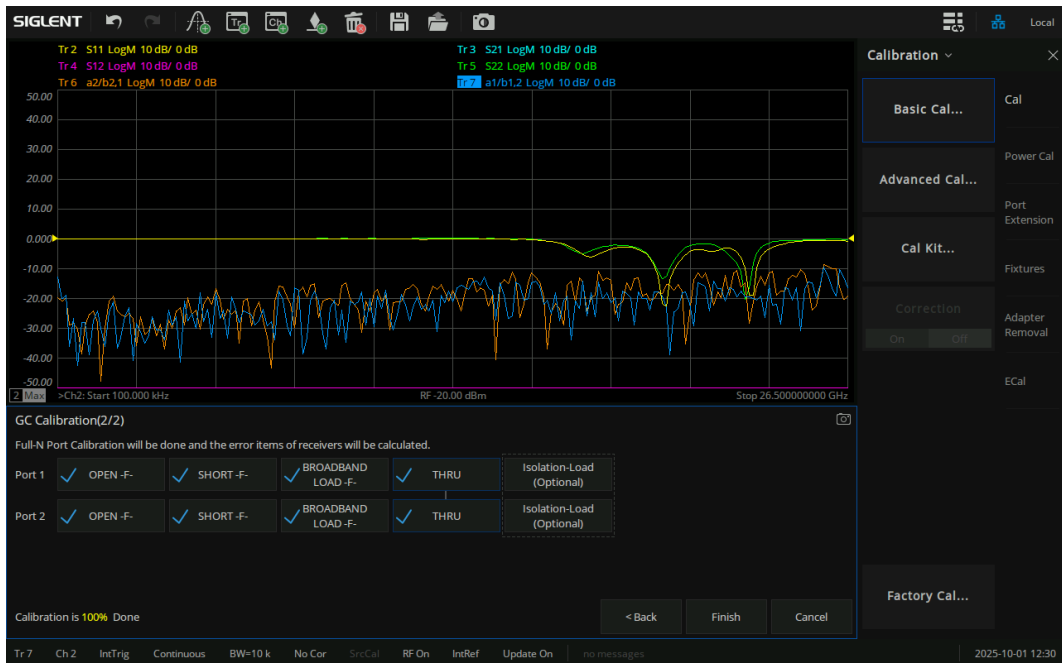 SIGLENT
Tr
Cb
Local
Tr 2 S11 LogM 10 dB/ 0 dB
Tr 3 S21 LogM 10 dB/ 0 dB
Tr 4 S12 LogM 10 dB/ 0 dB
Tr 5 S22 LogM 10 dB/ 0 dB
Tr 6 a2/b2,1 LogM 10 dB/ 0 dB
Tr 7 a1/b1,2 LogM 10 dB/ 0 dB
50.00
40.00
30.00
20.00
10.00
0.000
-10.00
-20.00
-30.00
-40.00
-50.00
2 Max >Ch2: Start 100.000 kHz RF -20.00 dBm Stop 26.500000000 GHz
GC Calibration(2/2)
Full-N Port Calibration will be done and the error items of receivers will be calculated.
Port 1 OPEN -F- SHORT -F- BROADBAND LOAD -F- THRU Isolation-Load (Optional)
Port 2 OPEN -F- SHORT -F- BROADBAND LOAD -F- THRU Isolation-Load (Optional)
Calibration is 100% Done
< Back Finish Cancel
Calibration
Basic Cal...
Advanced Cal...
Cal Kit...
Correction
On Off
Factory Cal...
Cal
Power Cal
Port
Extension
Fixtures
Adapter
Removal
ECal
Tr 7 Ch 2 IntTrig Continuous BW=10 k No Cor SrcCal RF On IntRef Update On no messages 2025-10-01 12:30